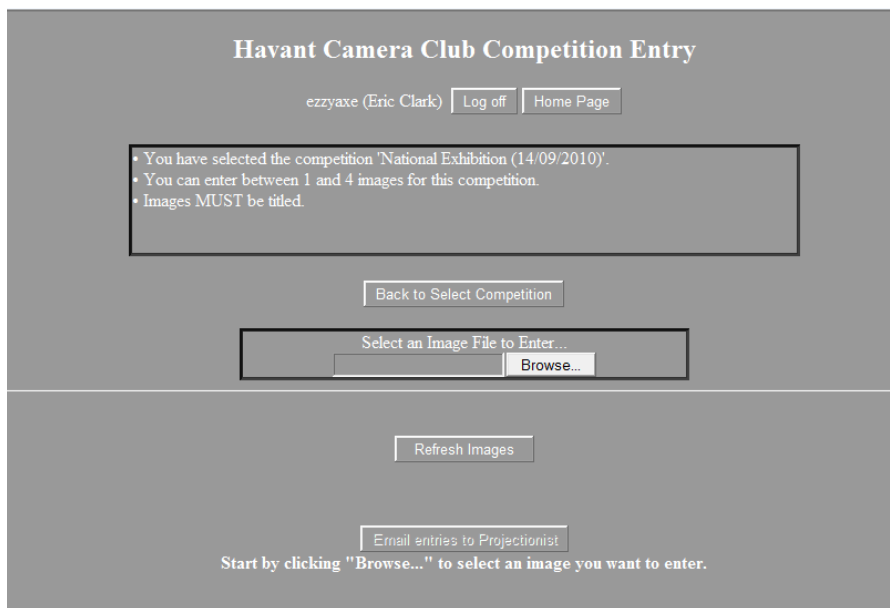 Havant Camera Club Competition Entry
ezzyaxe (Eric Clark) Log off Home Page
• You have selected the competition 'National Exhibition (14/09/2010)'.
• You can enter between 1 and 4 images for this competition.
• Images MUST be titled.
Back to Select Competition
Select an Image File to Enter...
Browse...
Refresh Images
Email entries to Projectionist
Start by clicking "Browse..." to select an image you want to enter.